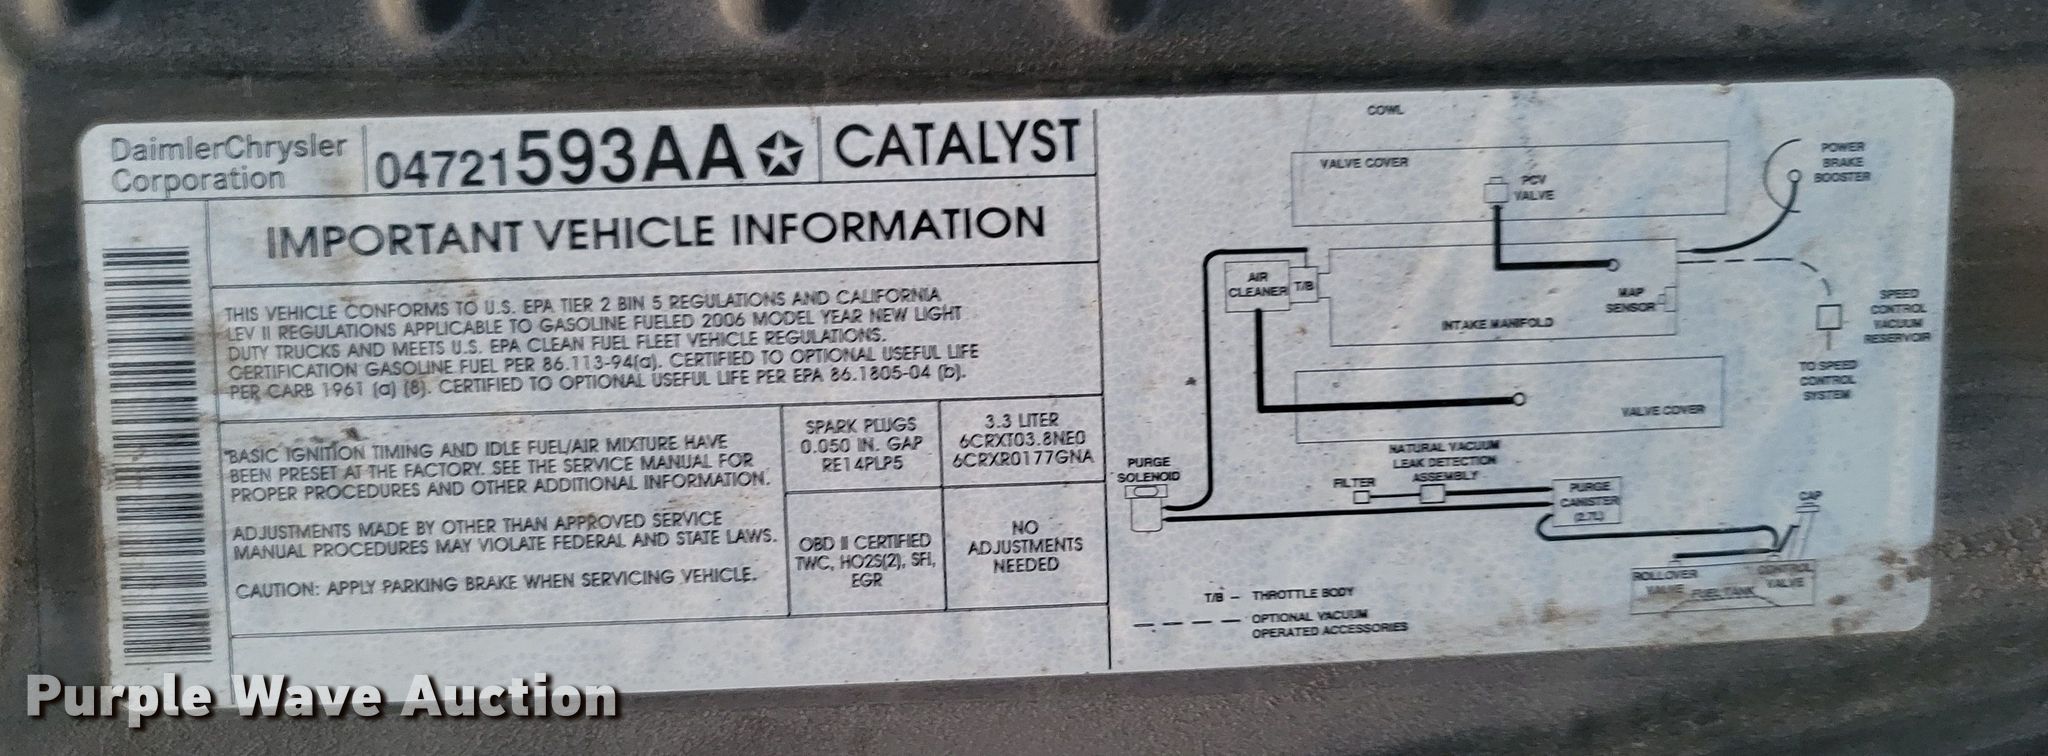 DaimlerChrysler
Corporation
04721593AA
CATALYST
IMPORTANT VEHICLE INFORMATION
THIS VEHICLE CONFORMS TO U.S. EPA TIER 2 BIN 5 REGULATIONS AND CALIFORNIA
LEV II REGULATIONS APPLICABLE TO GASOLINE FUELED 2006 MODEL YEAR NEW LIGHT
DUTY TRUCKS AND MEETS U.S. EPA CLEAN FUEL FLEET VEHICLE REGULATIONS.
CERTIFICATION GASOLINE FUEL PER 86.113-94(a). CERTIFIED TO OPTIONAL USEFUL LIFE
PER CARB 1961 (a) (8). CERTIFIED TO OPTIONAL USEFUL LIFE PER EPA 86.1805-04 (b).
BASIC IGNITION TIMING AND IDLE FUEL/AIR MIXTURE HAVE
BEEN PRESET AT THE FACTORY. SEE THE SERVICE MANUAL FOR
PROPER PROCEDURES AND OTHER ADDITIONAL INFORMATION.
ADJUSTMENTS MADE BY OTHER THAN APPROVED SERVICE
MANUAL PROCEDURES MAY VIOLATE FEDERAL AND STATE LAWS.
CAUTION: APPLY PARKING BRAKE WHEN SERVICING VEHICLE.
SPARK PLUGS
0.050 IN. GAP
RE14PLP5
3.3 LITER
6CRXT03.8NE0
6CRXR0177GNA
OBD II CERTIFIED
TWC, HO2S(2), SFI,
EGR
NO
ADJUSTMENTS
NEEDED
COWL
VALVE COVER
PCV
VALVE
POWER
BRAKE
BOOSTER
AIR
CLEANER
T/B
MAP
SENSOR
INTAKE MANIFOLD
SPEED
CONTROL
VACUUM
RESERVOIR
TO SPEED
CONTROL
SYSTEM
VALVE COVER
NATURAL VACUUM
LEAK DETECTION
ASSEMBLY
PURGE
SOLENOID
FILTER
PURGE
CANISTER
(2.7L)
CAP
ROLLOVER
VALVE
CONTROL
VALVE
FUEL TANK
T/B – THROTTLE BODY
OPTIONAL VACUUM
OPERATED ACCESSORIES
Purple Wave Auction